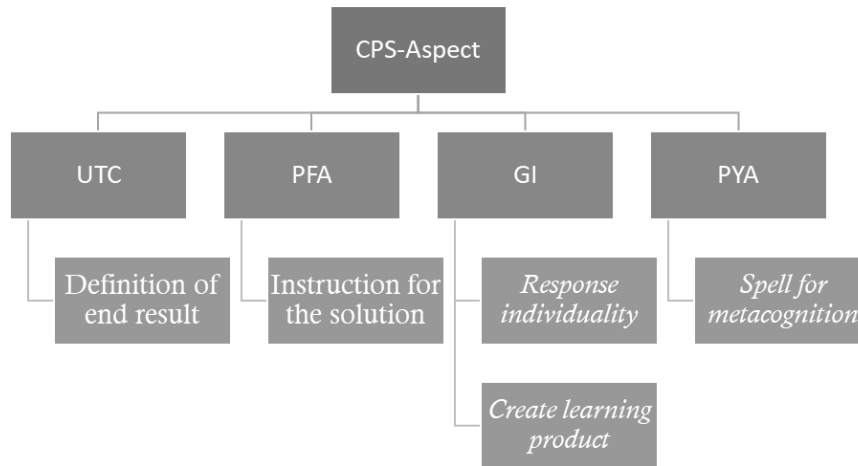 CPS-Aspect
UTC
PFA
GI
PYA
Definition of
end result
Instruction for
the solution
Response
individuality
Spell for
metacognition
Create learning
product